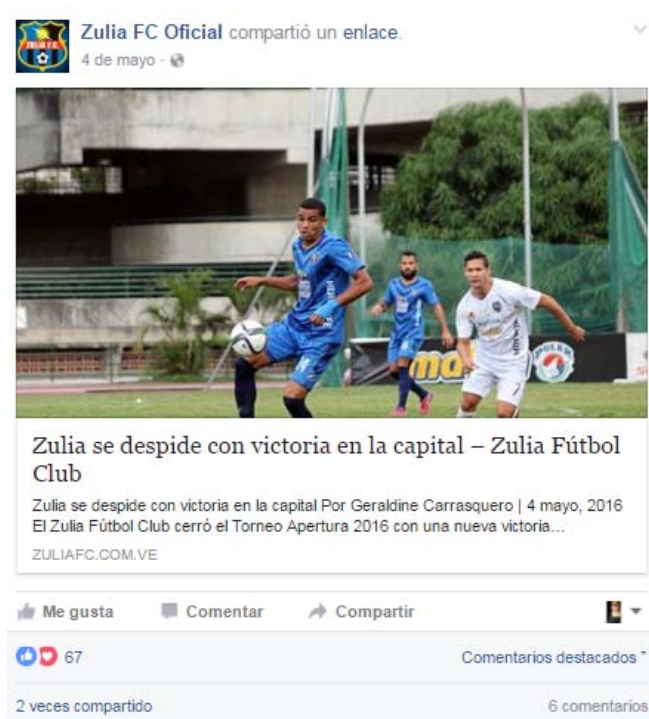 Zulia FC Oficial compartió un enlace.
4 de mayo
ZULIA F.C.
Zulia se despide con victoria en la capital – Zulia Fútbol
Club
Zulia se despide con victoria en la capital Por Geraldine Carrasquero | 4 mayo, 2016
El Zulia Fútbol Club cerró el Torneo Apertura 2016 con una nueva victoria...
ZULIAFC.COM.VE
Me gusta
Comentar
Compartir
67
Comentarios destacados
2 veces compartido
6 comentarios